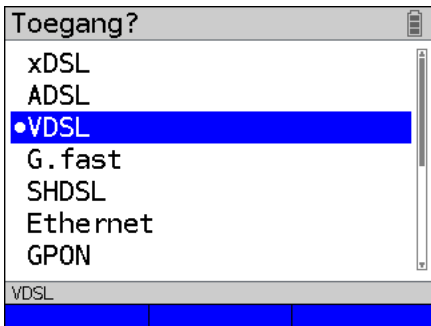 Toegang?
xDSL
ADSL
VDSL
G.fast
SHDSL
Ethernet
GPON
VDSL